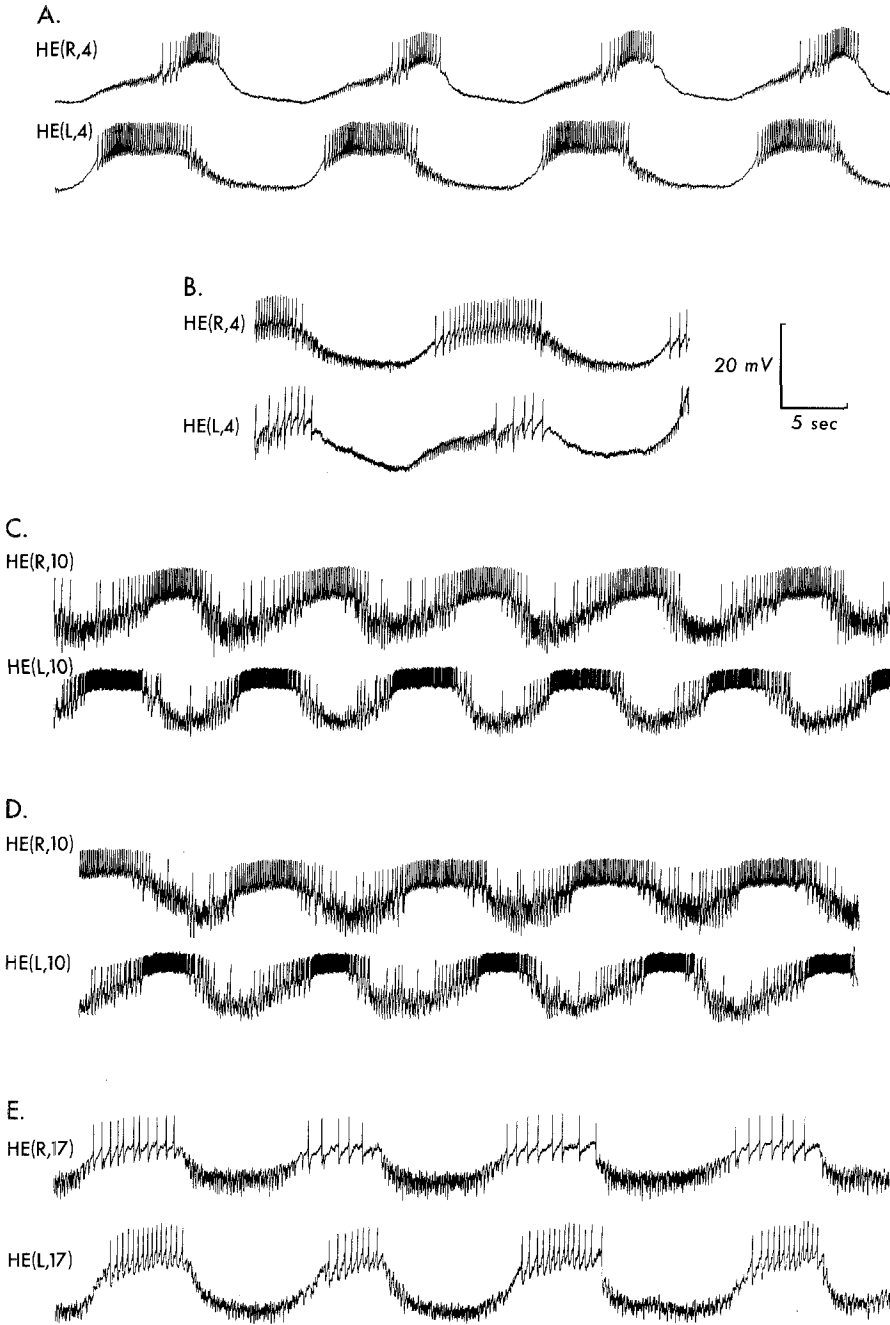 A.
HE(R,4)
HE(L,4)
B.
HE(R,4)
HE(L,4)
20 mV
5 sec
C.
HE(R,10)
HE(L,10)
D.
HE(R,10)
HE(L,10)
E.
HE(R,17)
HE(L,17)